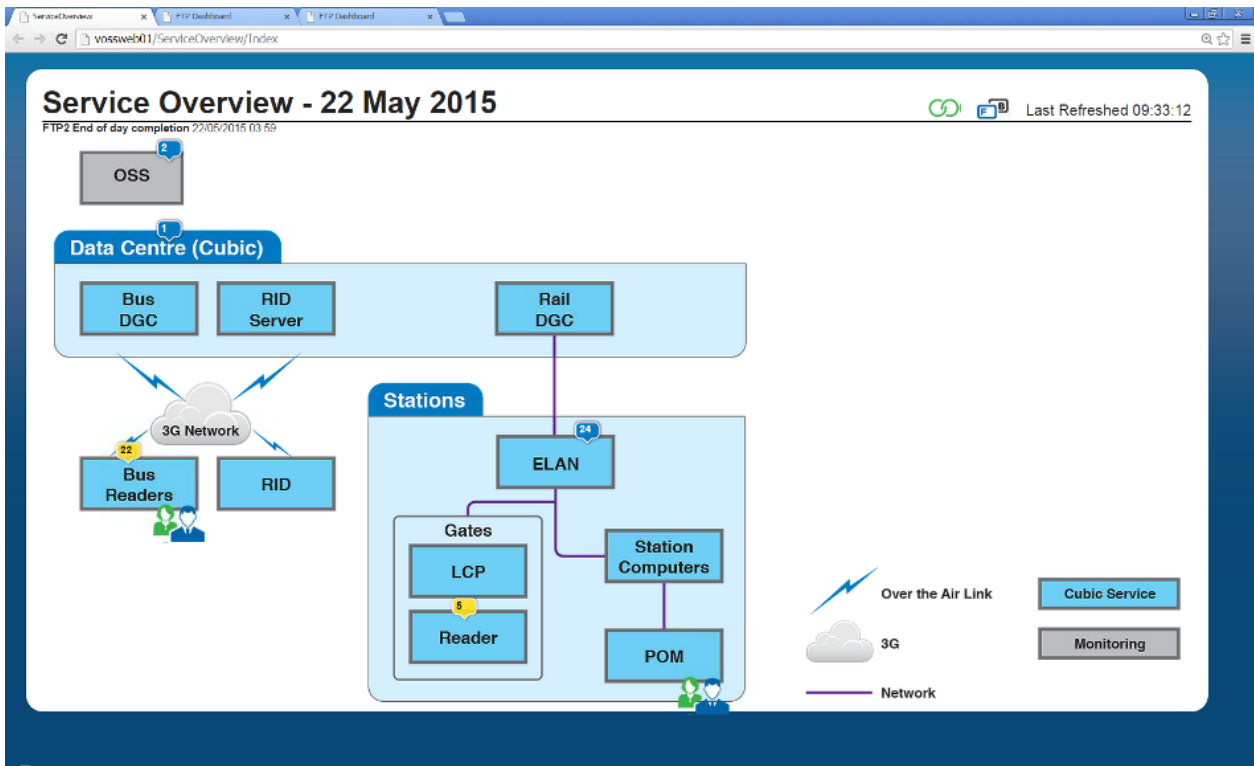 ServiceOverview
FTP Dashboard
FTP Dashboard
vossweb01/ServiceOverview/Index
Service Overview - 22 May 2015
FTP2 End of day completion 22/05/2015 03:59
F B
Last Refreshed 09:33:12
2
OSS
1
Data Centre (Cubic)
Bus
DGC
RID
Server
Rail
DGC
Stations
3G Network
22
Bus
Readers
RID
24
ELAN
Gates
LCP
5
Reader
Station
Computers
POM
Over the Air Link
Cubic Service
3G
Monitoring
Network